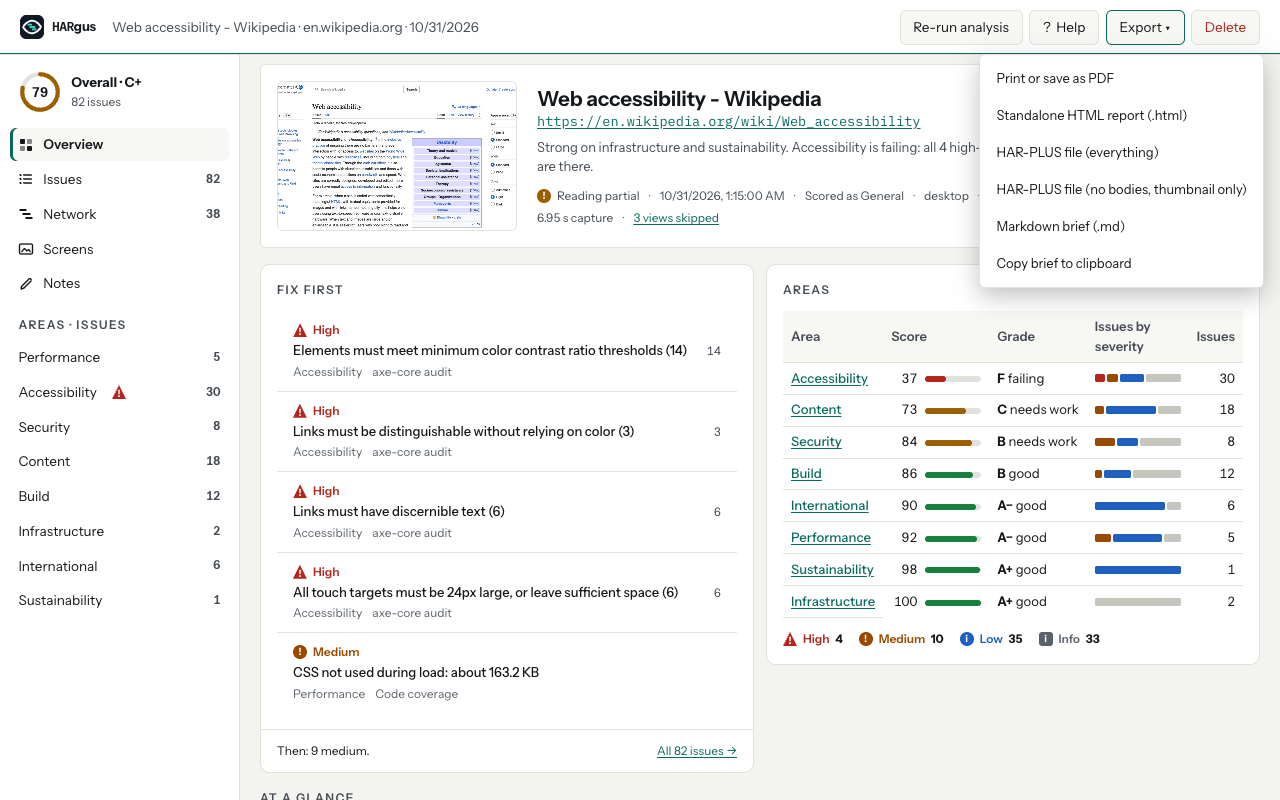 HARgus
Web accessibility - Wikipedia · en.wikipedia.org · 10/31/2026
Re-run analysis
? Help
Export ▾
Delete
79
Overall · C+
82 issues
Overview
Issues 82
Network 38
Screens
Notes
AREAS · ISSUES
Performance 5
Accessibility 30
Security 8
Content 18
Build 12
Infrastructure 2
International 6
Sustainability 1
Web accessibility
Web accessibility - Wikipedia
https://en.wikipedia.org/wiki/Web_accessibility
Strong on infrastructure and sustainability. Accessibility is failing: all 4 high-
are there.
Reading partial · 10/31/2026, 1:15:00 AM · Scored as General · desktop ·
6.95 s capture · 3 views skipped
Print or save as PDF
Standalone HTML report (.html)
HAR-PLUS file (everything)
HAR-PLUS file (no bodies, thumbnail only)
Markdown brief (.md)
Copy brief to clipboard
FIX FIRST
High
Elements must meet minimum color contrast ratio thresholds (14) 14
Accessibility axe-core audit
High
Links must be distinguishable without relying on color (3) 3
Accessibility axe-core audit
High
Links must have discernible text (6) 6
Accessibility axe-core audit
High
All touch targets must be 24px large, or leave sufficient space (6) 6
Accessibility axe-core audit
Medium
CSS not used during load: about 163.2 KB
Performance Code coverage
Then: 9 medium.
All 82 issues →
AREAS
Area Score Grade Issues by severity Issues
Accessibility 37 F failing 30
Content 73 C needs work 18
Security 84 B needs work 8
Build 86 B good 12
International 90 A− good 6
Performance 92 A− good 5
Sustainability 98 A+ good 1
Infrastructure 100 A+ good 2
High 4 Medium 10 Low 35 Info 33
AT A GLANCE